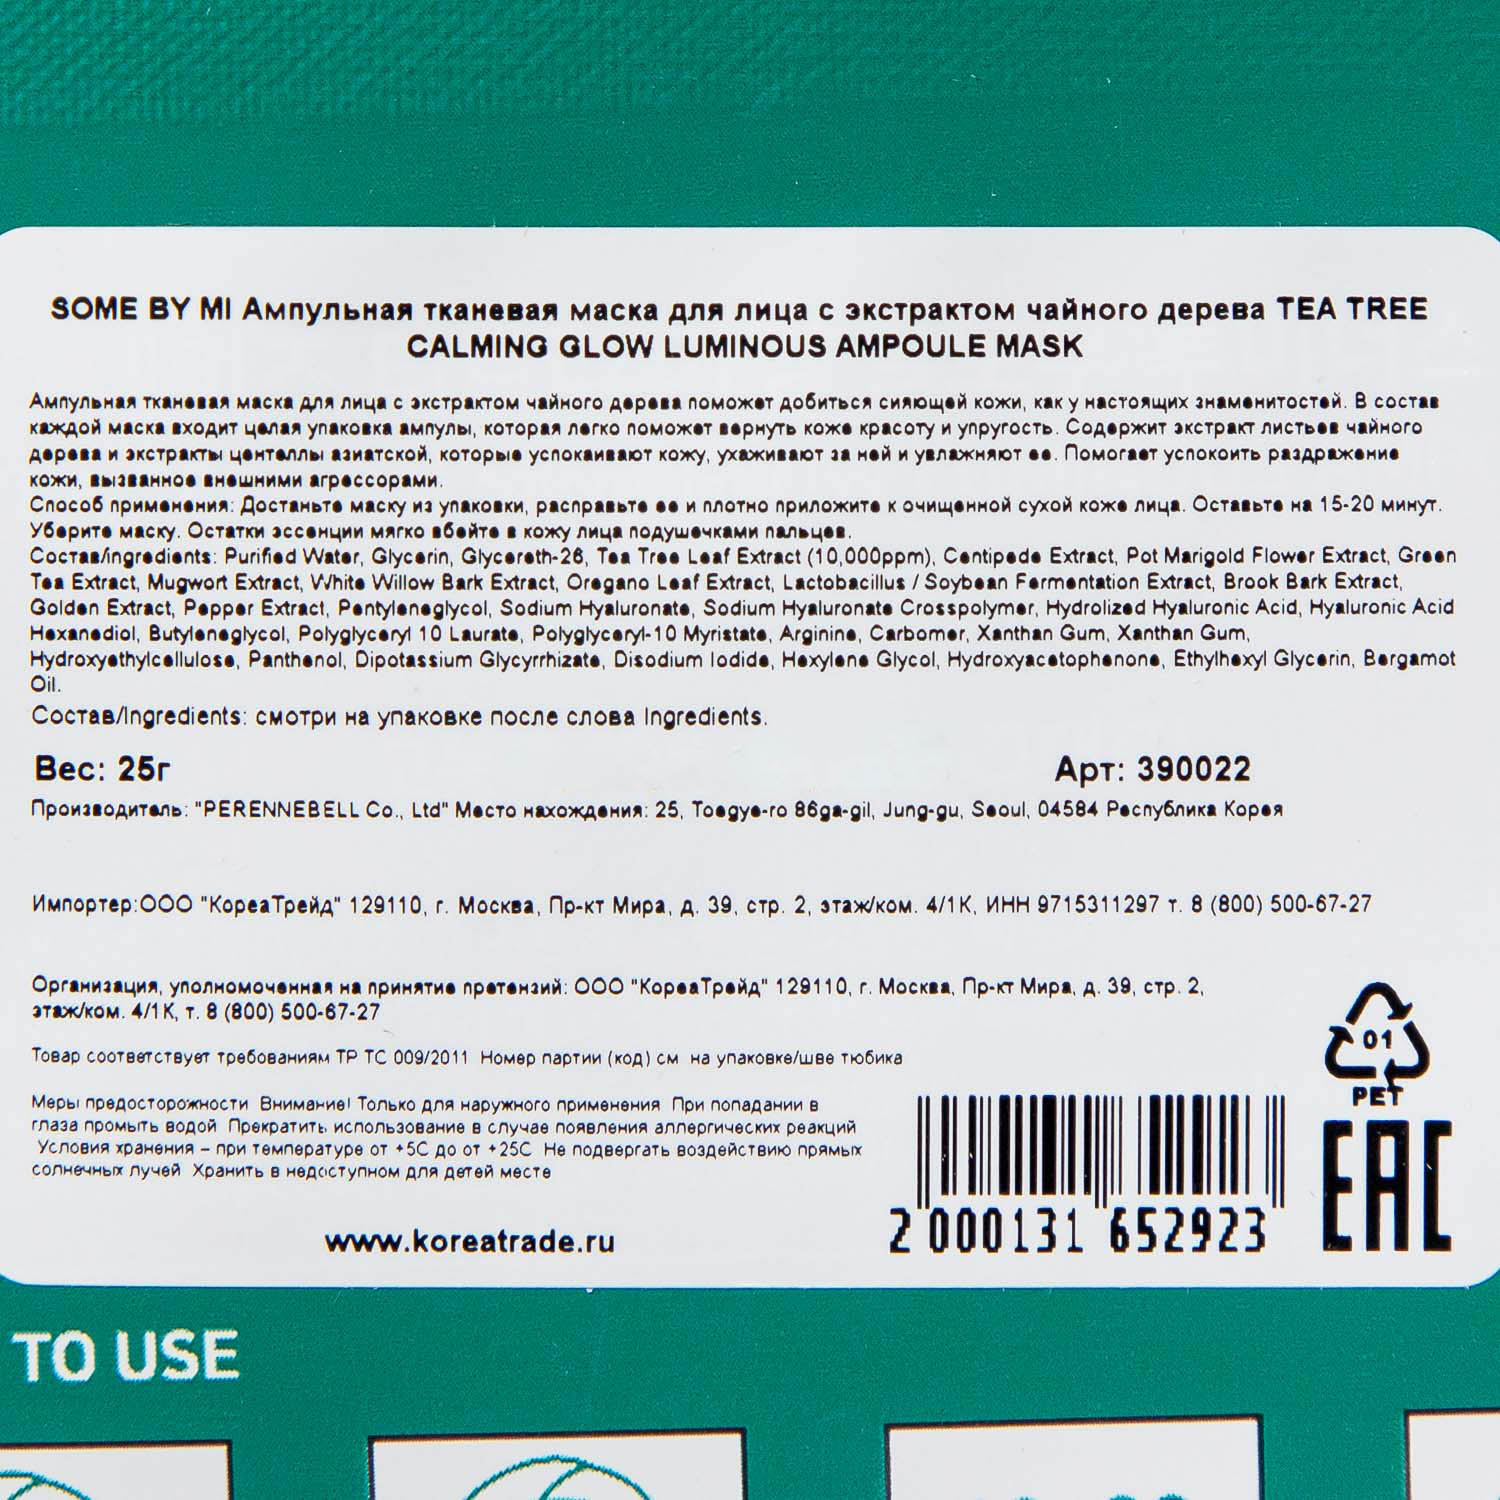 SOME BY MI Ампульная тканевая маска для лица с экстрактом чайного дерева TEA TREE
CALMING GLOW LUMINOUS AMPOULE MASK
Ампульная тканевая маска для лица с экстрактом чайного дерева поможет добиться сияющей кожи, как у настоящих знаменитостей. В состав
каждой маска входит целая упаковка ампулы, которая легко поможет вернуть коже красоту и упругость. Содержит экстракт листьев чайного
дерева и экстракты центеллы азиатской, которые успокаивают кожу, ухаживают за ней и увлажняют ее. Помогает успокоить раздражение
кожи, вызванное внешними агрессорами.
Способ применения: Достаньте маску из упаковки, расправьте ее и плотно приложите к очищенной сухой коже лица. Оставьте на 15-20 минут.
Уберите маску. Остатки эссенции мягко вбейте в кожу лица подушечками пальцев.
Состав/ingredients: Purified Water, Glycerin, Glycereth-26, Tea Tree Leaf Extract (10,000ppm), Centipede Extract, Pot Marigold Flower Extract, Green
Tea Extract, Mugwort Extract, White Willow Bark Extract, Oregano Leaf Extract, Lactobacillus / Soybean Fermentation Extract, Brook Bark Extract,
Golden Extract, Pepper Extract, Pentyleneglycol, Sodium Hyaluronate, Sodium Hyaluronate Crosspolymer, Hydrolized Hyaluronic Acid, Hyaluronic Acid
Hexanediol, Butyleneglycol, Polyglyceryl 10 Laurate, Polyglyceryl-10 Myristate, Arginine, Carbomer, Xanthan Gum, Xanthan Gum,
Hydroxyethylcellulose, Panthenol, Dipotassium Glycyrrhizate, Disodium Iodide, Hexylene Glycol, Hydroxyacetophenone, Ethylhexyl Glycerin, Bergamot
Oil.
Состав/Ingredients: смотри на упаковке после слова Ingredients.
Вес: 25г Арт: 390022
Производитель: "PERENNEBELL Co., Ltd" Место нахождения: 25, Toegye-ro 86ga-gil, Jung-gu, Seoul, 04584 Республика Корея
Импортер:ООО "КореаТрейд" 129110, г. Москва, Пр-кт Мира, д. 39, стр. 2, этаж/ком. 4/1К, ИНН 9715311297 т. 8 (800) 500-67-27
Организация, уполномоченная на принятие претензий: ООО "КореаТрейд" 129110, г. Москва, Пр-кт Мира, д. 39, стр. 2,
этаж/ком. 4/1К, т. 8 (800) 500-67-27
Товар соответствует требованиям ТР ТС 009/2011 Номер партии (код) см на упаковке/шве тюбика
Меры предосторожности Внимание! Только для наружного применения При попадании в
глаза промыть водой Прекратить использование в случае появления аллергических реакций
Условия хранения – при температуре от +5С до от +25С Не подвергать воздействию прямых
солнечных лучей Хранить в недоступном для детей месте
www.koreatrade.ru
2 000131 652923
01
PET
EAC
TO USE